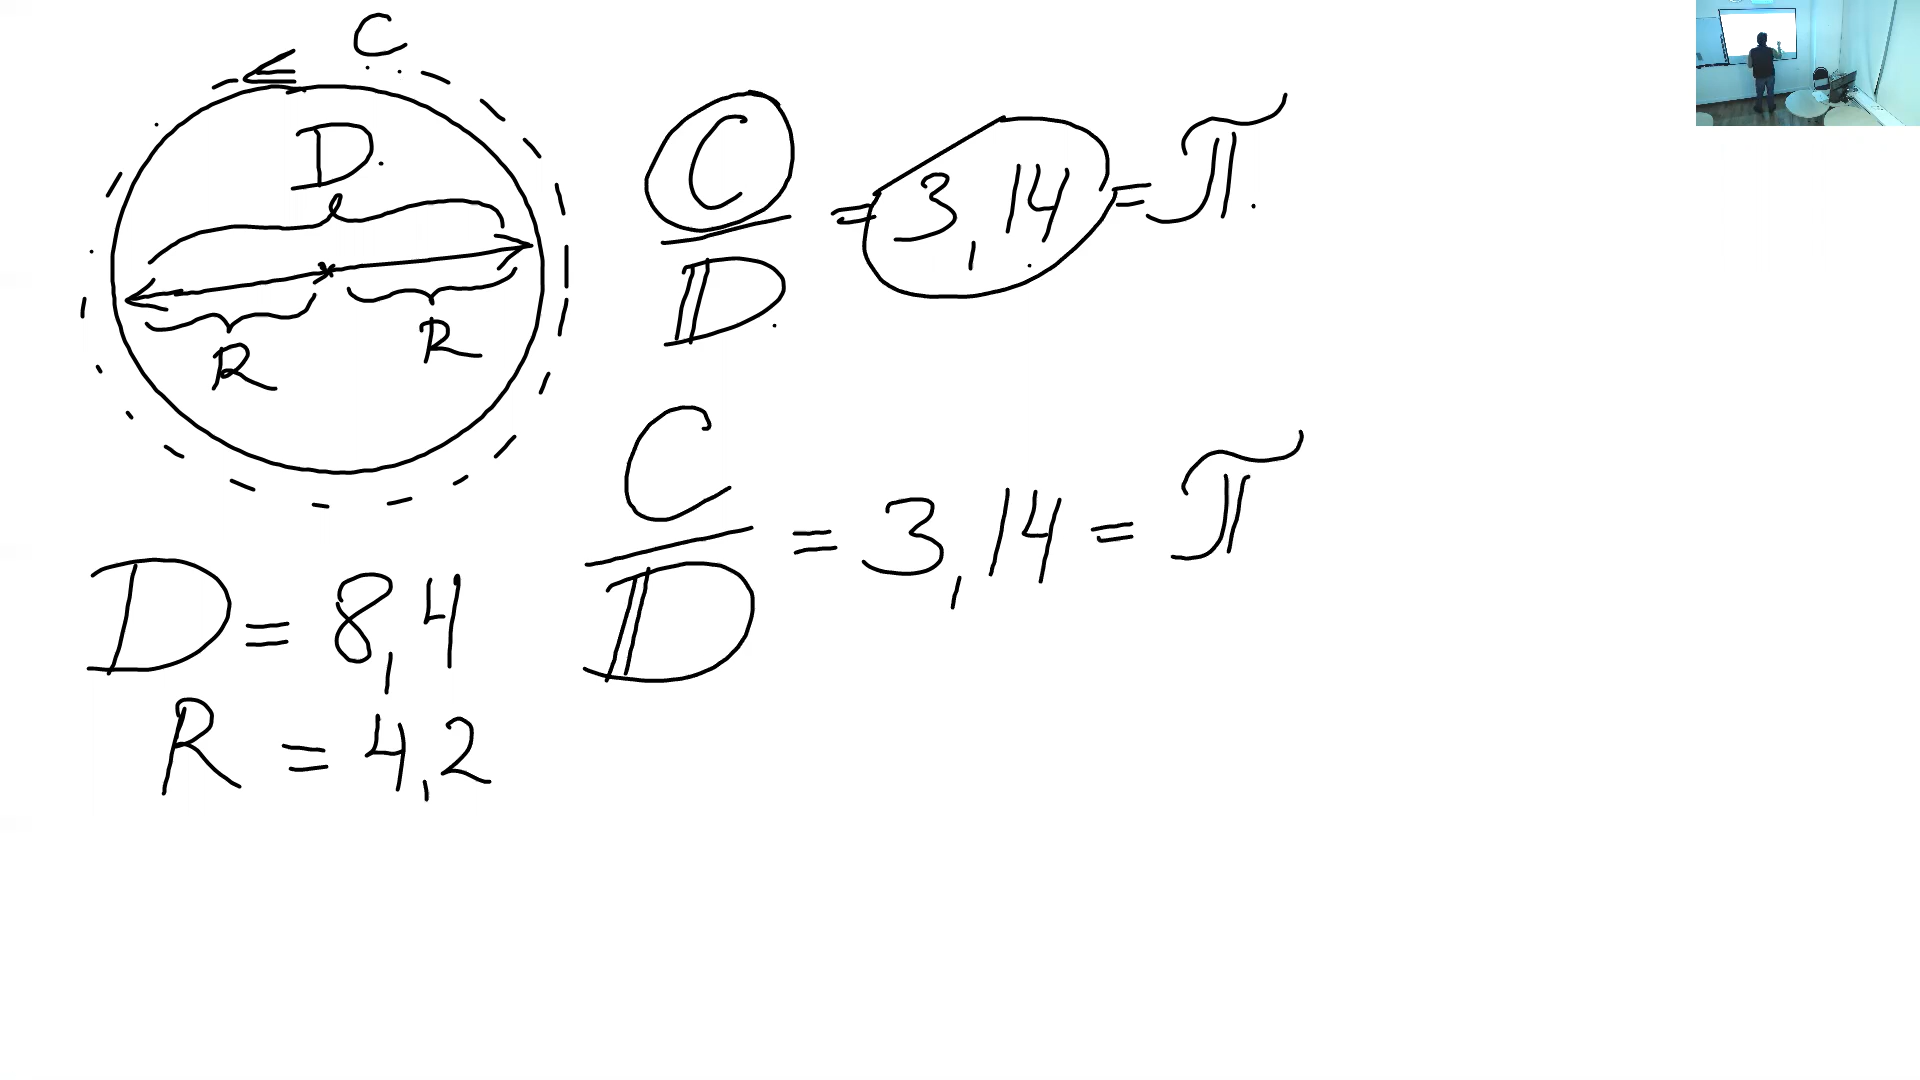 C
D.
R
R
C/D = 3,14 = π.
C/D = 3,14 = π
D = 8,4
R = 4,2